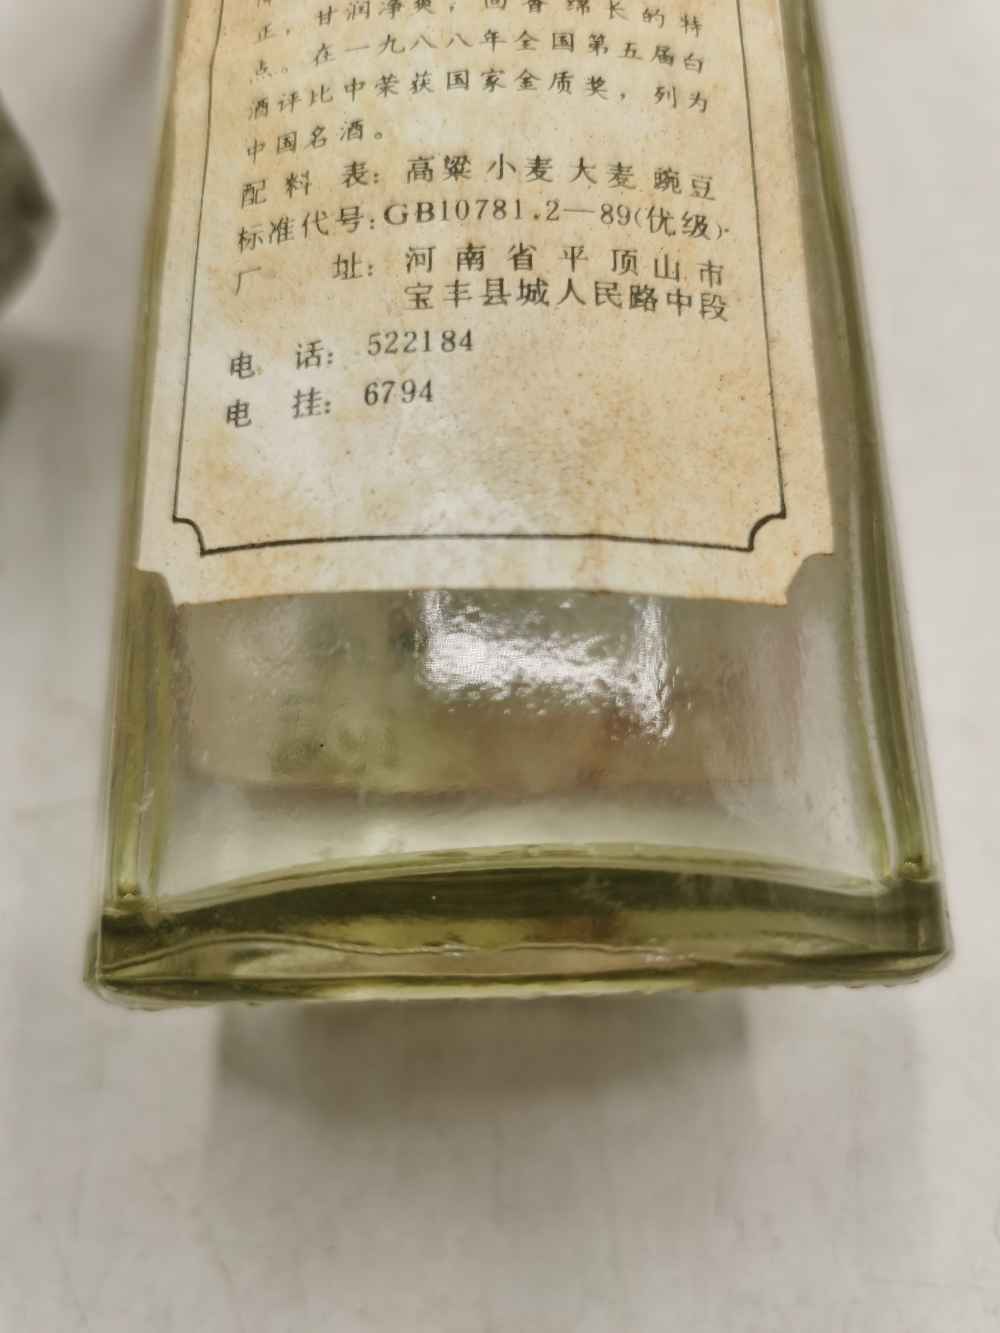 正，甘润净爽，回香绵长的特
点。在一九八八年全国第五届白
酒评比中荣获国家金质奖，列为
中国名酒。
配料表：高粱 小麦 大麦 豌豆
标准代号：GB10781.2—89(优级)
厂址：河南省平顶山市
宝丰县城人民路中段
电话：522184
电挂：6794